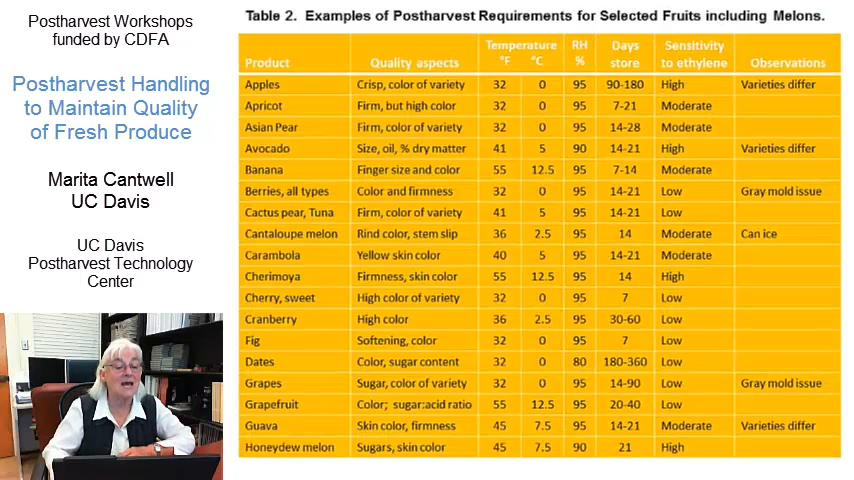 Postharvest Workshops
funded by CDFA
Postharvest Handling
to Maintain Quality
of Fresh Produce
Marita Cantwell
UC Davis
UC Davis
Postharvest Technology
Center
Table 2. Examples of Postharvest Requirements for Selected Fruits including Melons.
Product Quality aspects Temperature °F °C RH % Days store Sensitivity to ethylene Observations
Apples Crisp, color of variety 32 0 95 90-180 High Varieties differ
Apricot Firm, but high color 32 0 95 7-21 Moderate
Asian Pear Firm, color of variety 32 0 95 14-28 Moderate
Avocado Size, oil, % dry matter 41 5 90 14-21 High Varieties differ
Banana Finger size and color 55 12.5 95 7-14 Moderate
Berries, all types Color and firmness 32 0 95 14-21 Low Gray mold issue
Cactus pear, Tuna Firm, color of variety 41 5 95 14-21 Low
Cantaloupe melon Rind color, stem slip 36 2.5 95 14 Moderate Can ice
Carambola Yellow skin color 40 5 95 14-21 Moderate
Cherimoya Firmness, skin color 55 12.5 95 14 High
Cherry, sweet High color of variety 32 0 95 7 Low
Cranberry High color 36 2.5 95 30-60 Low
Fig Softening, color 32 0 95 7 Low
Dates Color, sugar content 32 0 80 180-360 Low
Grapes Sugar, color of variety 32 0 95 14-90 Low Gray mold issue
Grapefruit Color; sugar:acid ratio 55 12.5 95 20-40 Low
Guava Skin color, firmness 45 7.5 95 14-21 Moderate Varieties differ
Honeydew melon Sugars, skin color 45 7.5 90 21 High